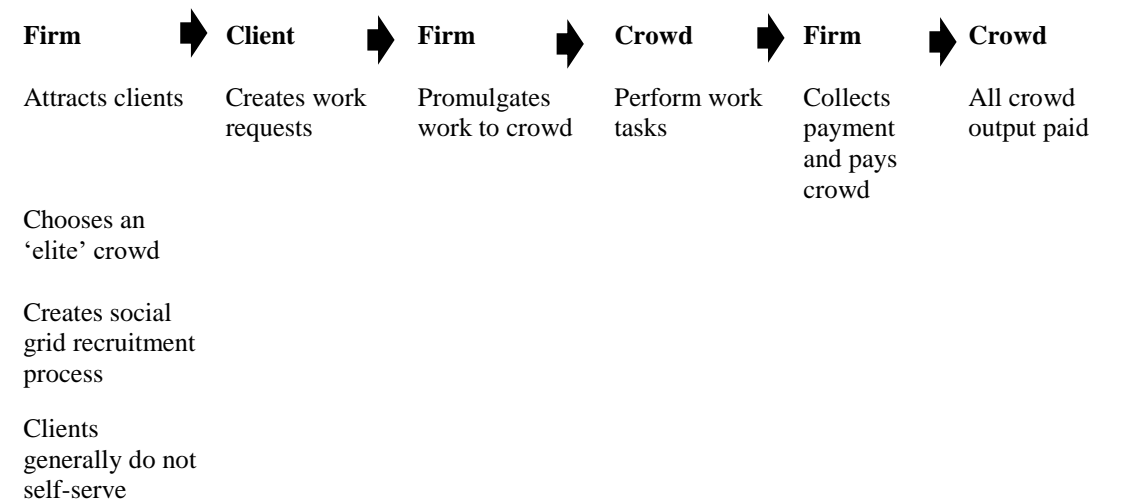 Firm
Client
Firm
Crowd
Firm
Crowd
Attracts clients
Creates work
requests
Promulgates
work to crowd
Perform work
tasks
Collects
payment
and pays
crowd
All crowd
output paid
Chooses an
‘elite’ crowd
Creates social
grid recruitment
process
Clients
generally do not
self-serve